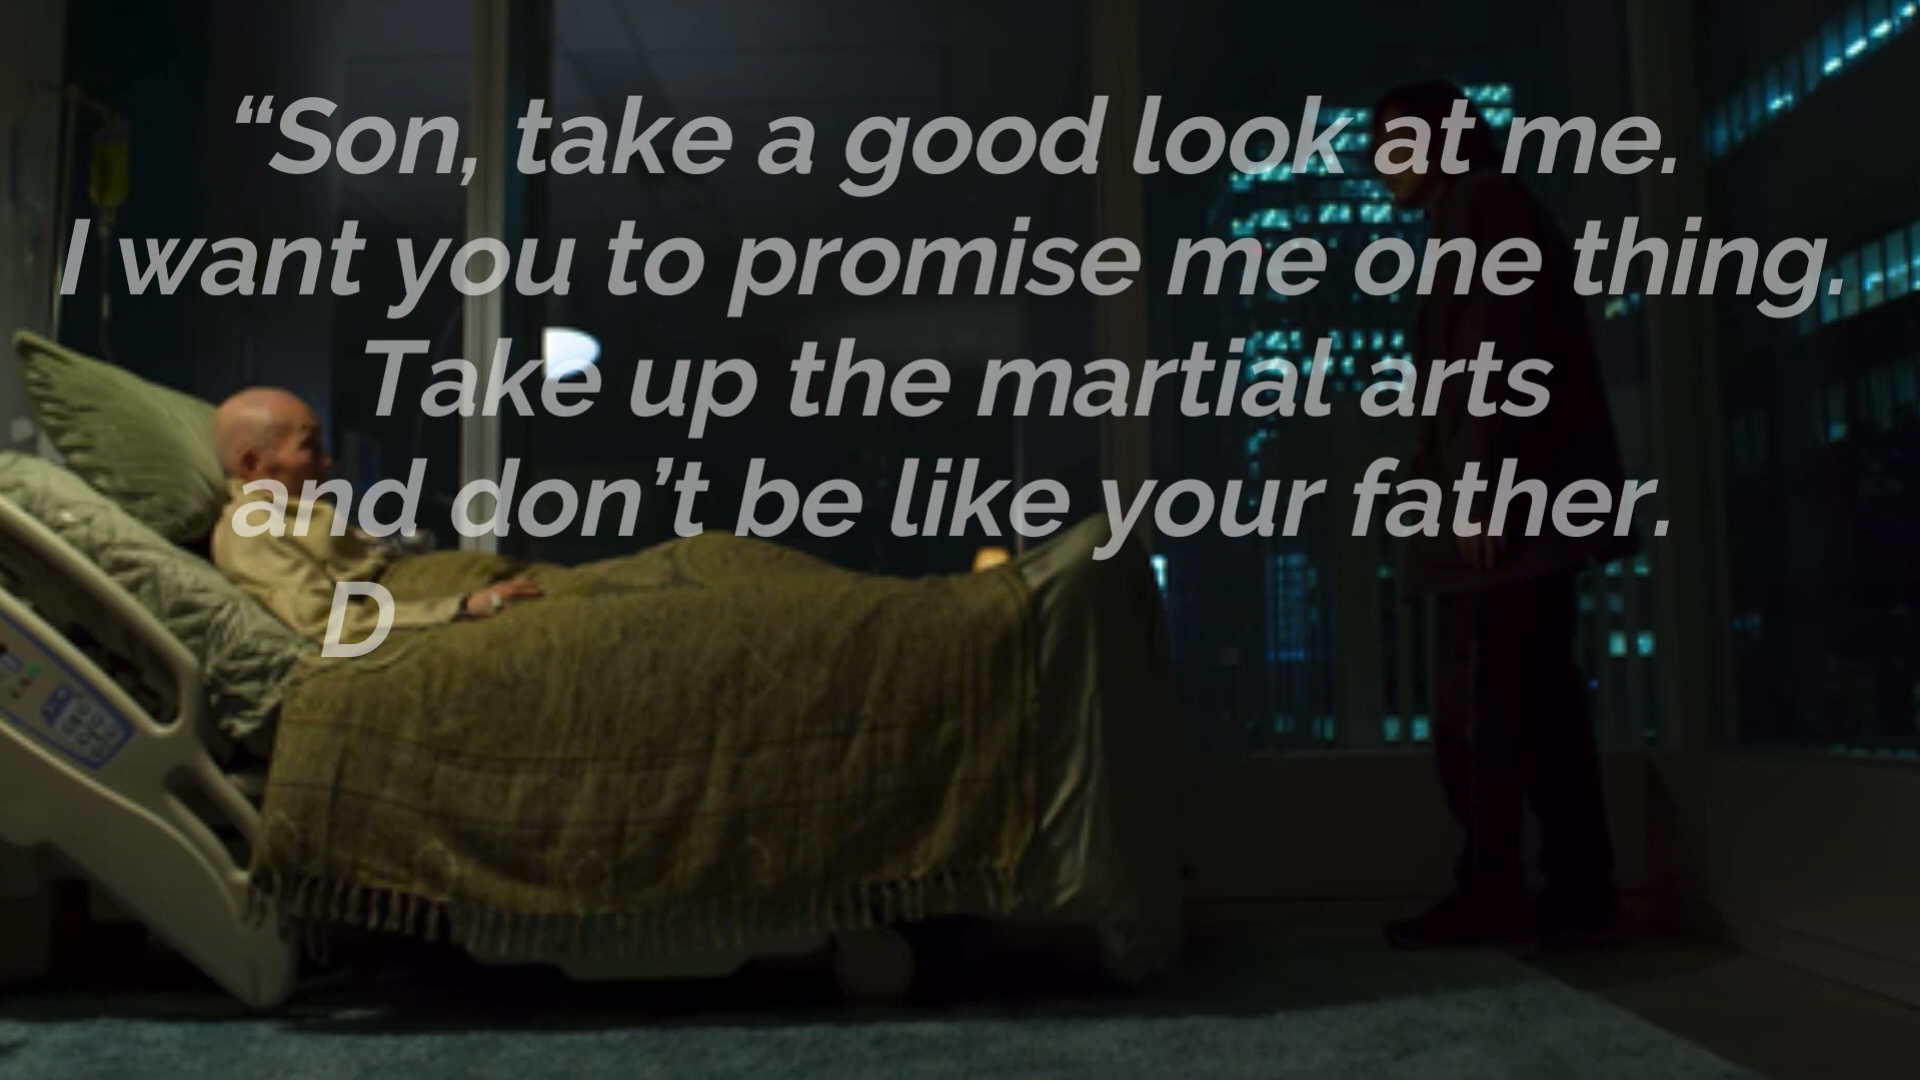 “Son, take a good look at me.
I want you to promise me one thing.
Take up the martial arts
and don’t be like your father.
D